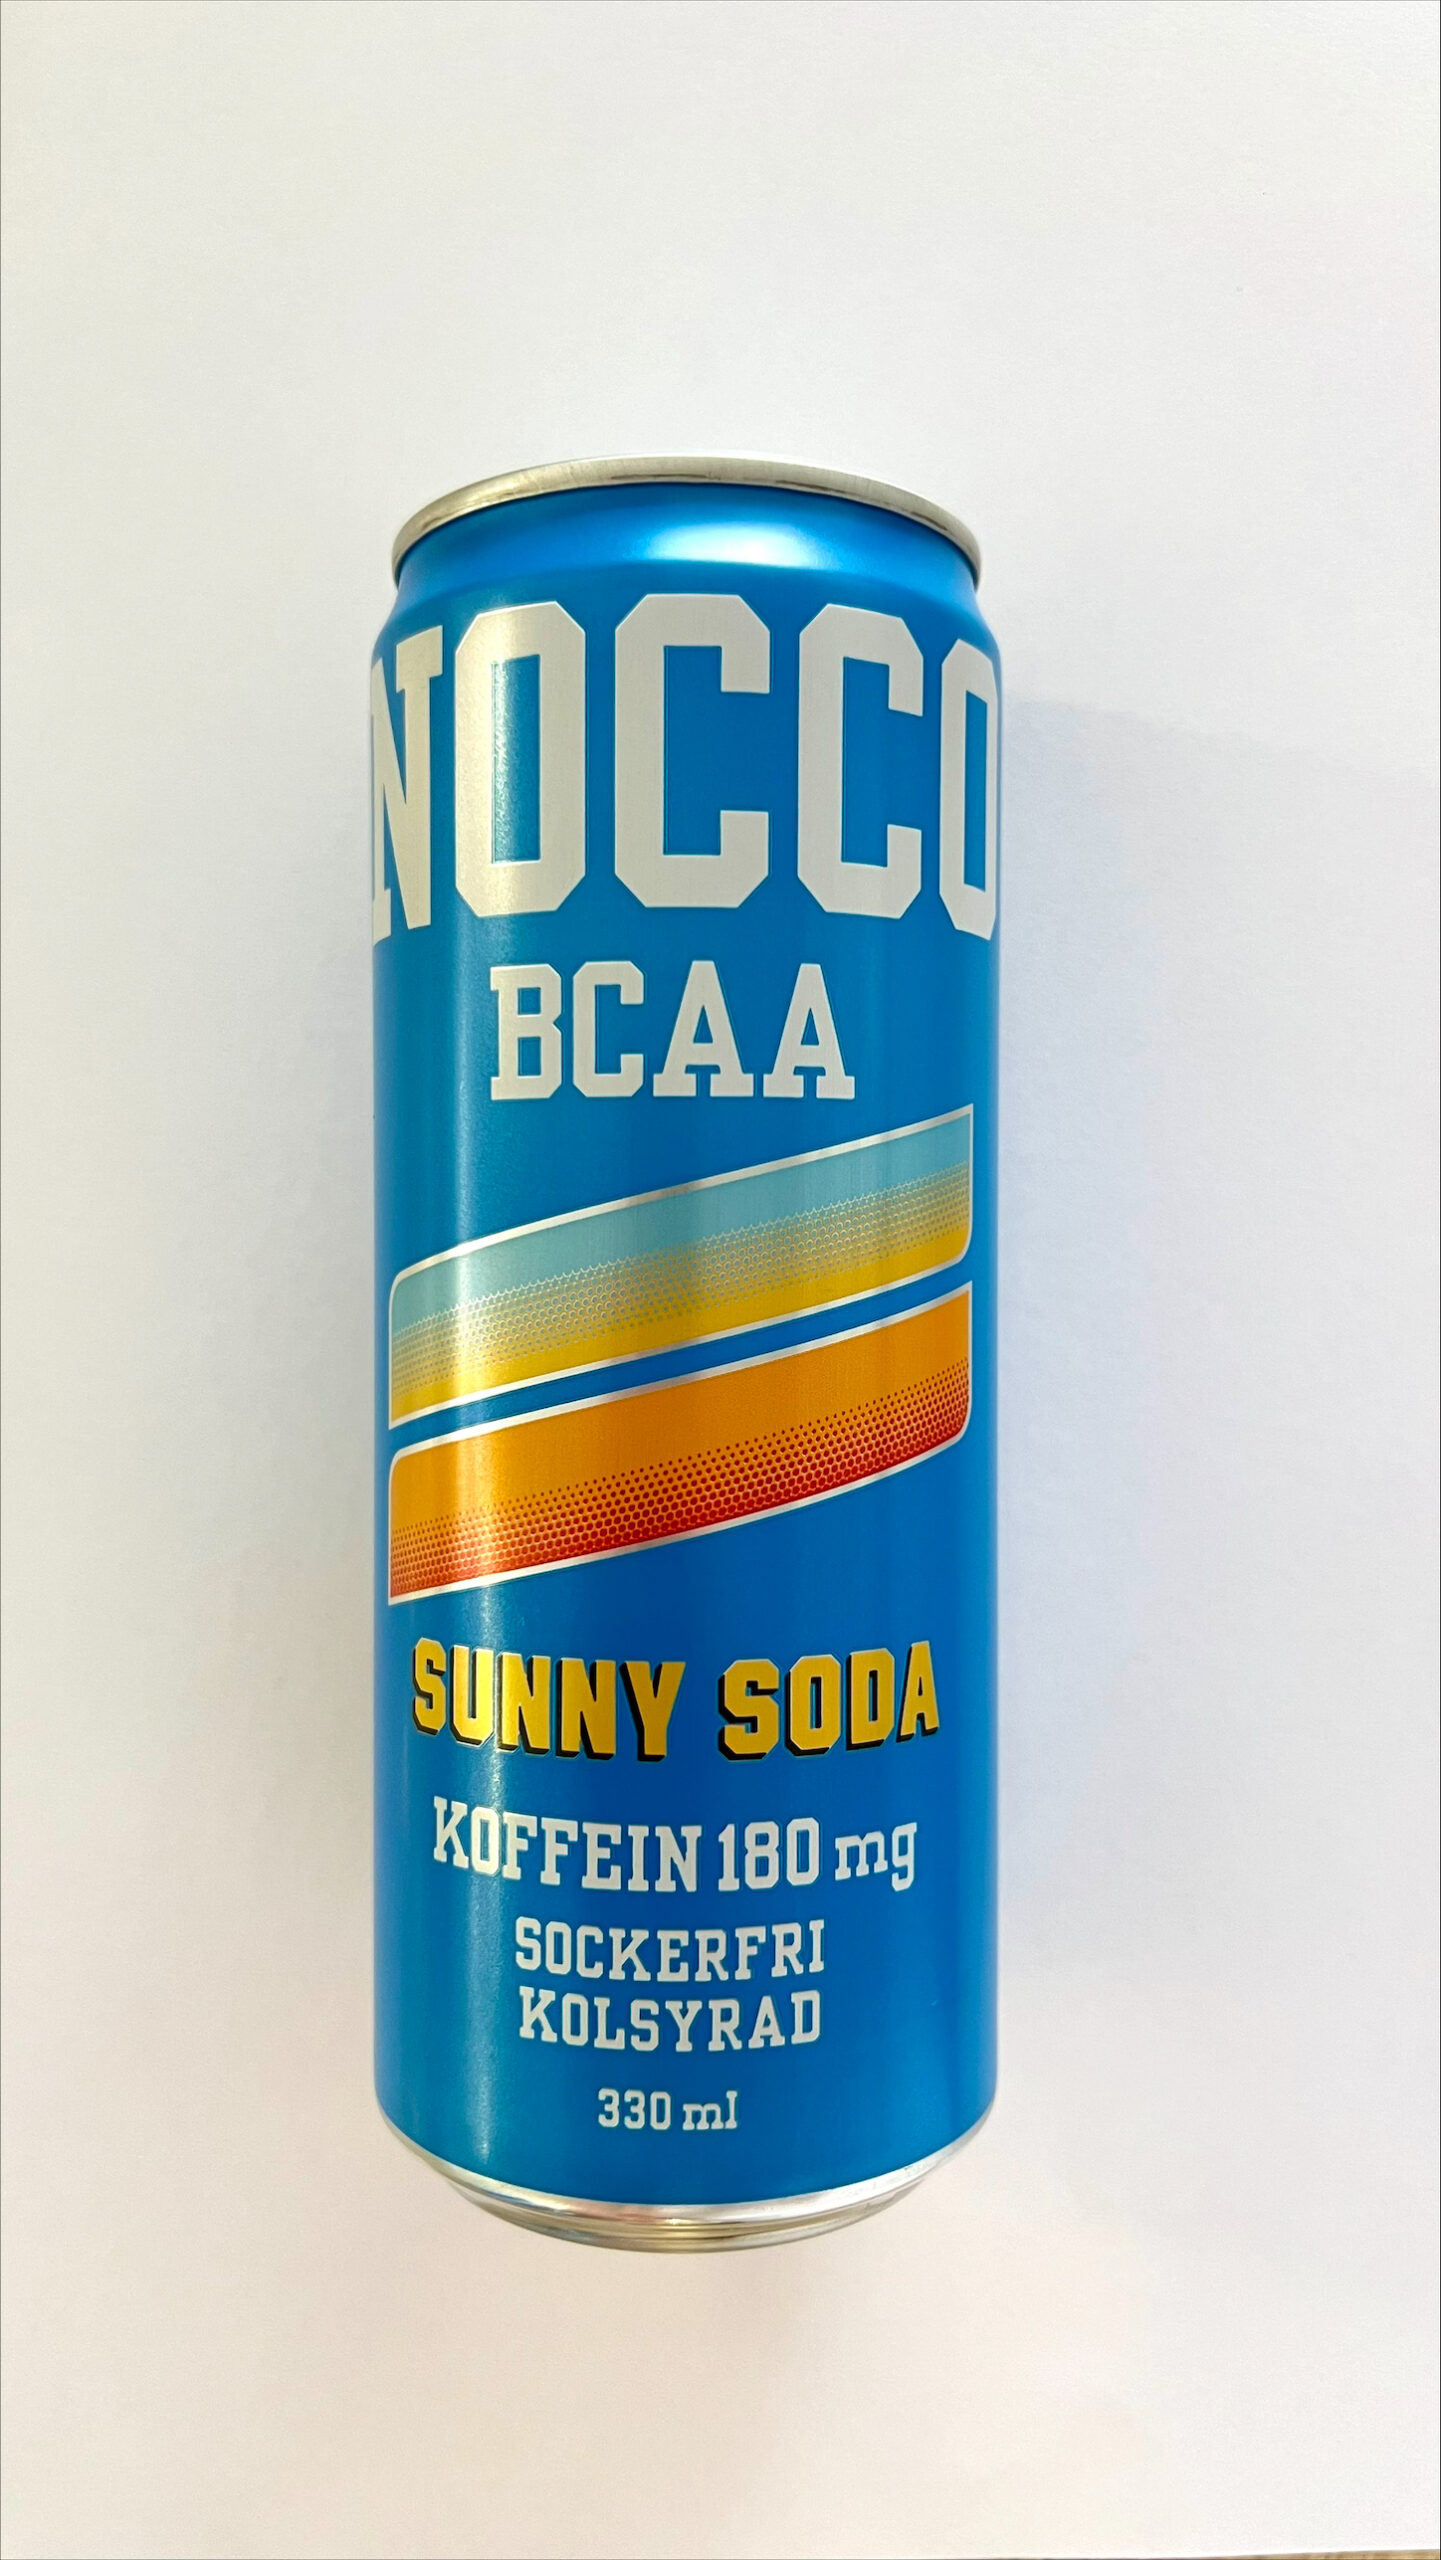 NOCCO
BCAA
SUNNY SODA
KOFFEIN 180 mg
SOCKERFRI
KOLSYRAD
330 ml